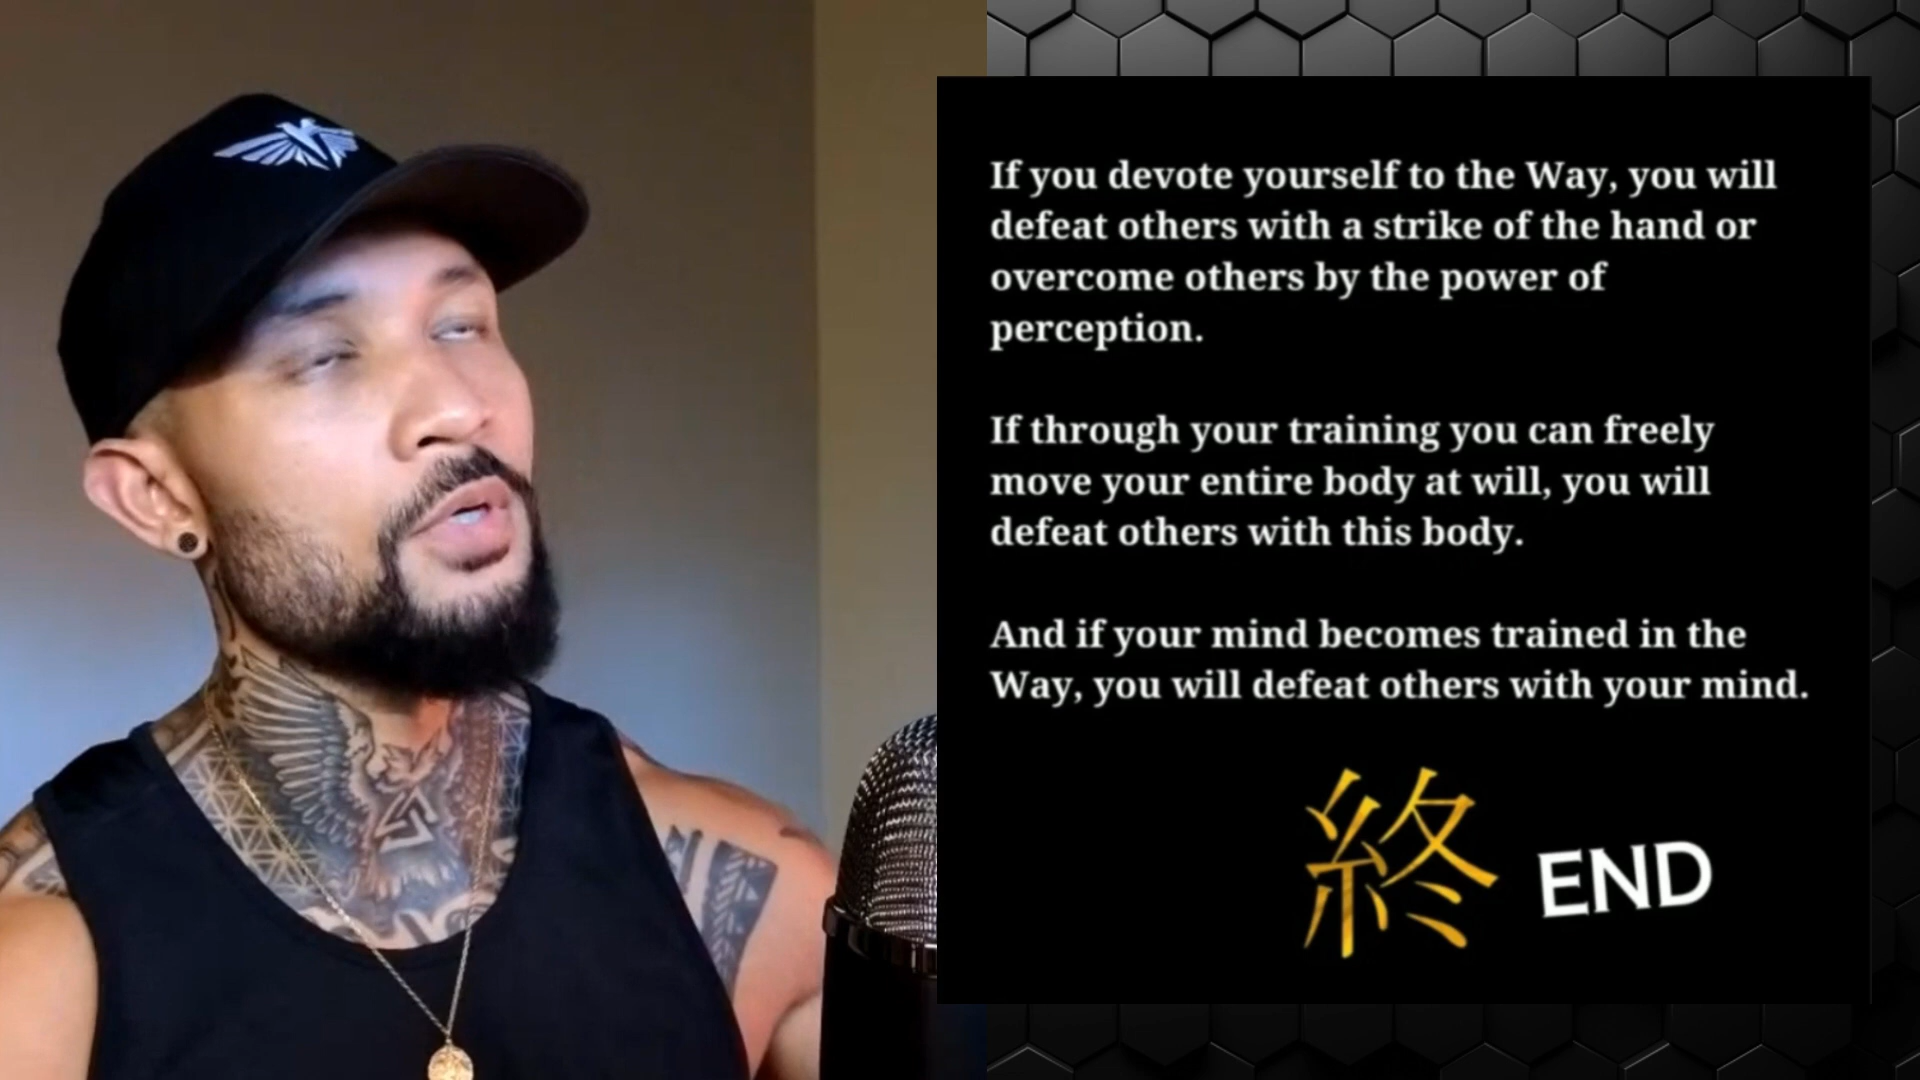 If you devote yourself to the Way, you will
defeat others with a strike of the hand or
overcome others by the power of
perception.
If through your training you can freely
move your entire body at will, you will
defeat others with this body.
And if your mind becomes trained in the
Way, you will defeat others with your mind.
終 END